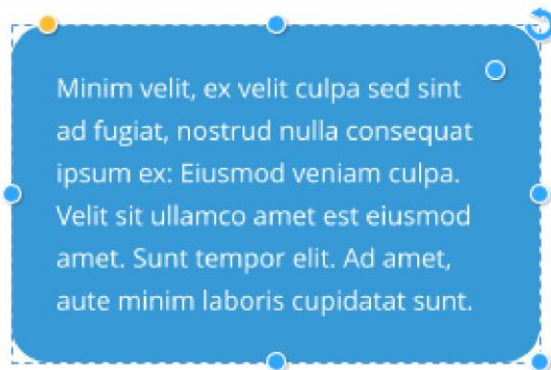 Minim velit, ex velit culpa sed sint
ad fugiat, nostrud nulla consequat
ipsum ex: Eiusmod veniam culpa.
Velit sit ullamco amet est eiusmod
amet. Sunt tempor elit. Ad amet,
aute minim laboris cupidatat sunt.